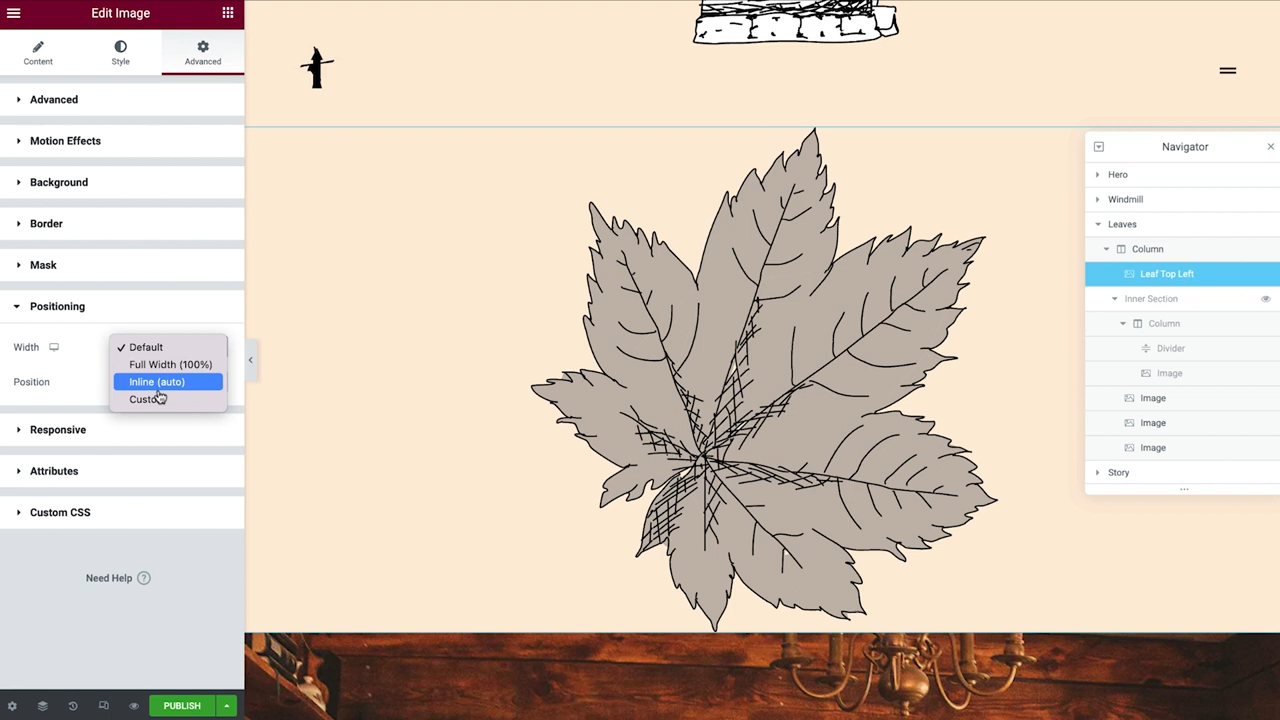 Edit Image
Content
Style
Advanced
Advanced
Motion Effects
Background
Border
Mask
Positioning
Width
Default
Full Width (100%)
Inline (auto)
Custom
Position
Responsive
Attributes
Custom CSS
Need Help
PUBLISH
Navigator
Hero
Windmill
Leaves
Column
Leaf Top Left
Inner Section
Column
Divider
Image
Image
Image
Image
Story